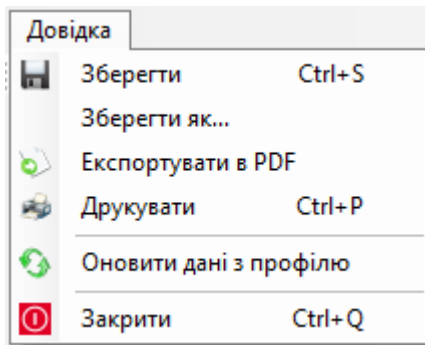 Довідка
Зберегти Ctrl+S
Зберегти як...
Експортувати в PDF
Друкувати Ctrl+P
Оновити дані з профілю
Закрити Ctrl+Q